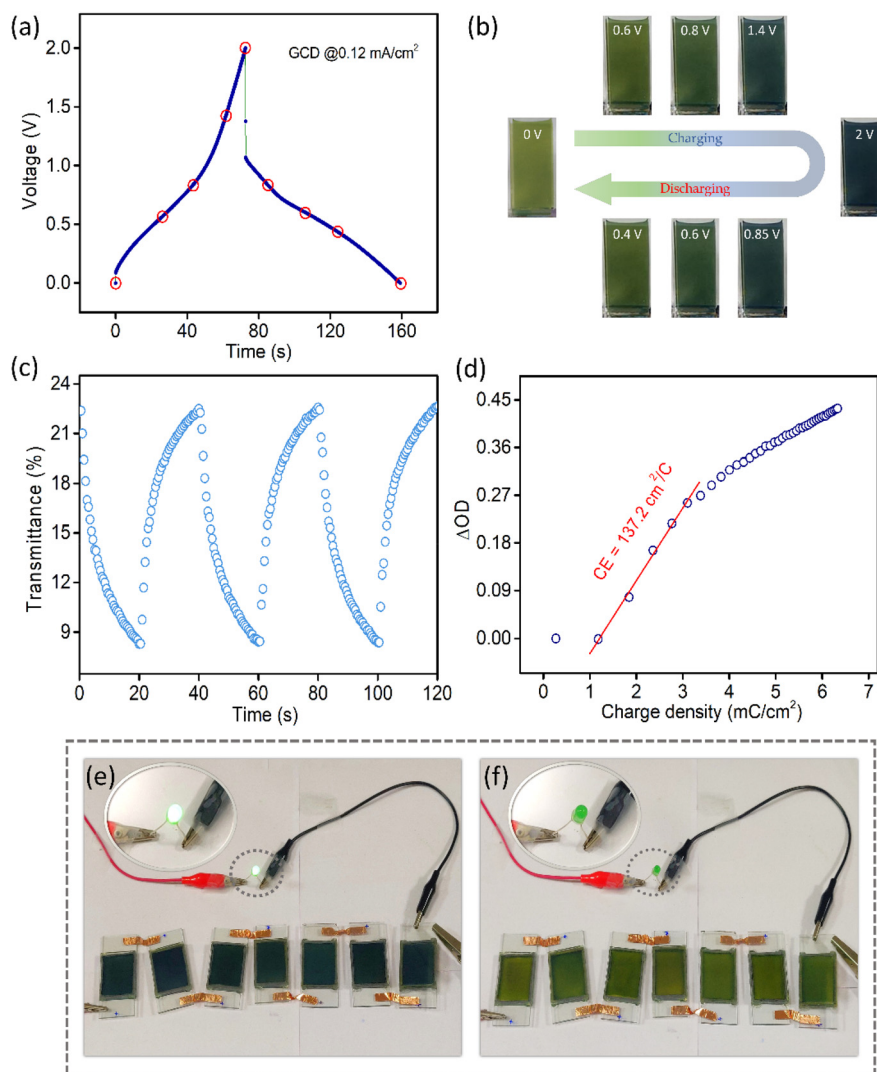 (a)
GCD @0.12 mA/cm²
2.0
1.5
1.0
0.5
0.0
Voltage (V)
0 40 80 120 160
Time (s)
(b)
0.6 V 0.8 V 1.4 V
0 V
Charging
2 V
Discharging
0.4 V 0.6 V 0.85 V
(c)
24
21
18
15
12
9
Transmittance (%)
0 20 40 60 80 100 120
Time (s)
(d)
0.45
0.36
0.27
0.18
0.09
0.00
ΔOD
CE = 137.2 cm²/C
0 1 2 3 4 5 6 7
Charge density (mC/cm²)
(e)
(f)